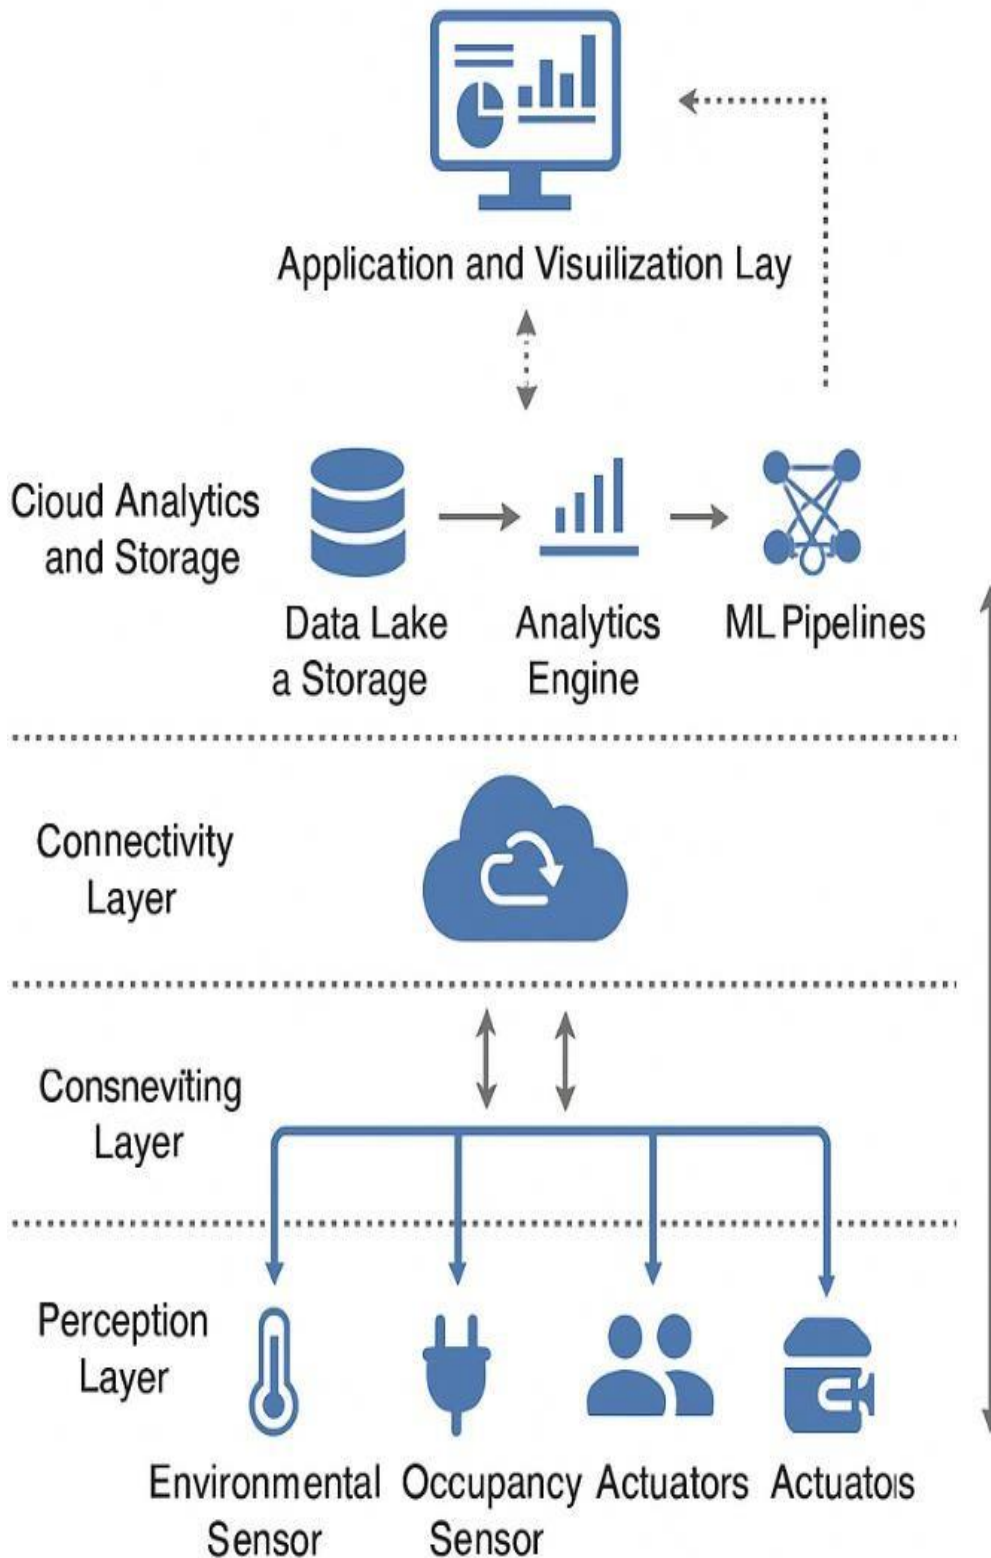 Application and Visuilization Lay
Cioud Analytics
and Storage
Data Lake
a Storage
Analytics
Engine
ML Pipelines
Connectivity
Layer
Consneviting
Layer
Perception
Layer
Environmental
Sensor
Occupancy
Sensor
Actuators
Actuators